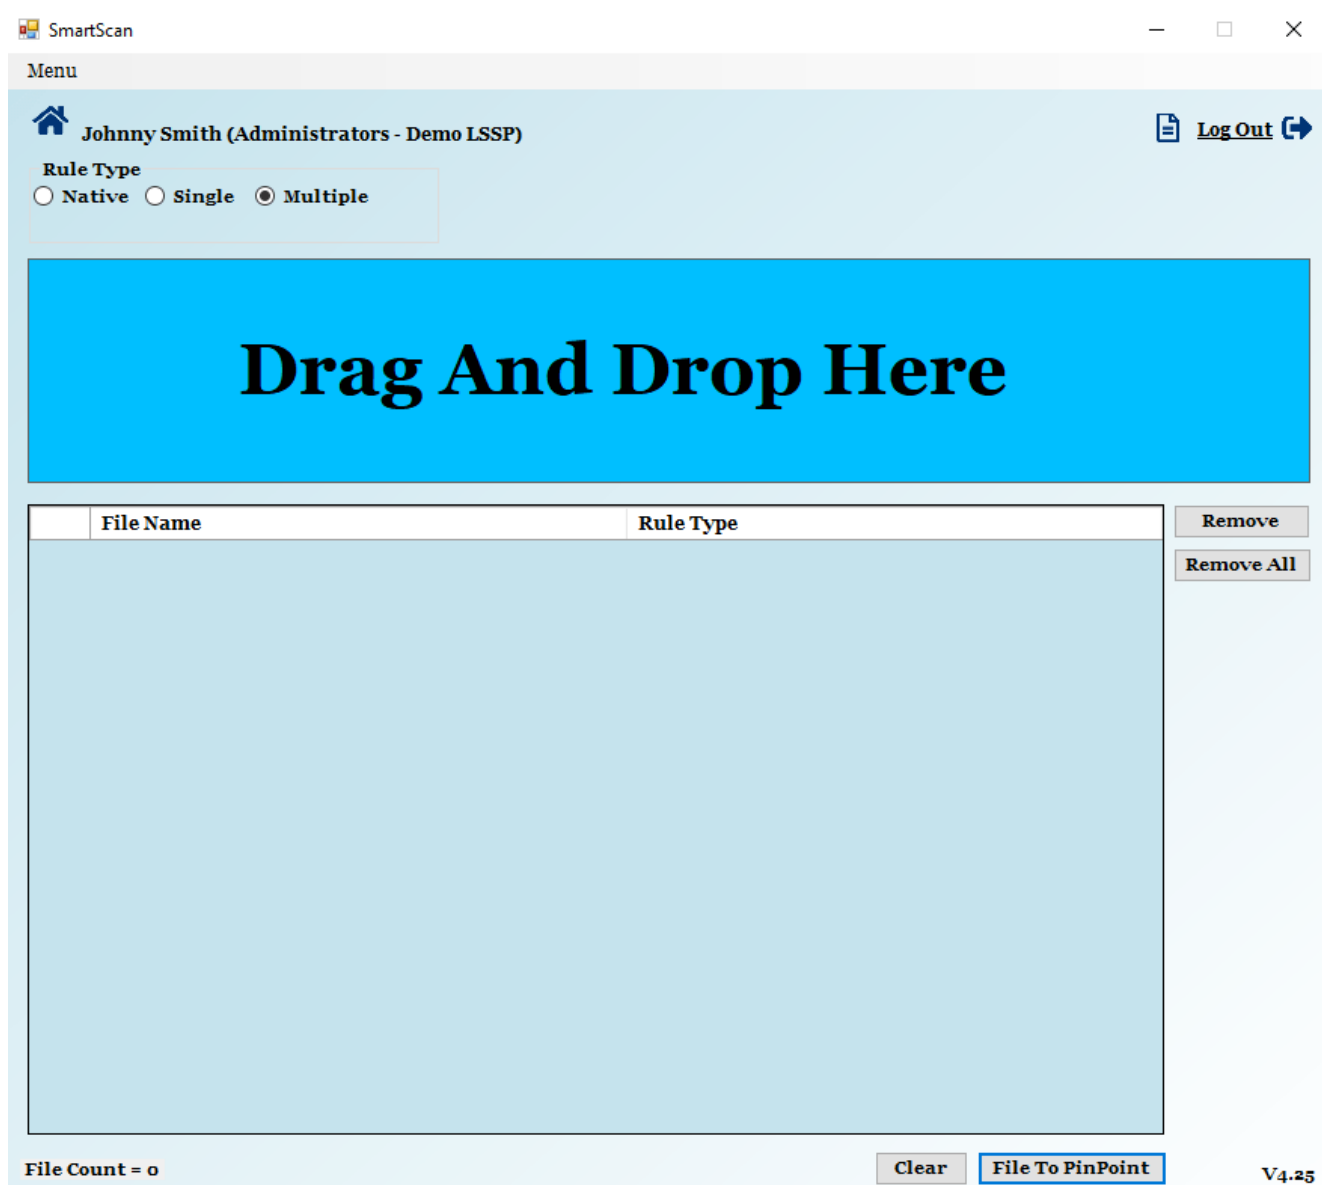 SmartScan
Menu
Johnny Smith (Administrators - Demo LSSP)
Log Out
Rule Type
Native Single Multiple
Drag And Drop Here
File Name Rule Type
Remove
Remove All
File Count = 0
Clear File To PinPoint
V4.25